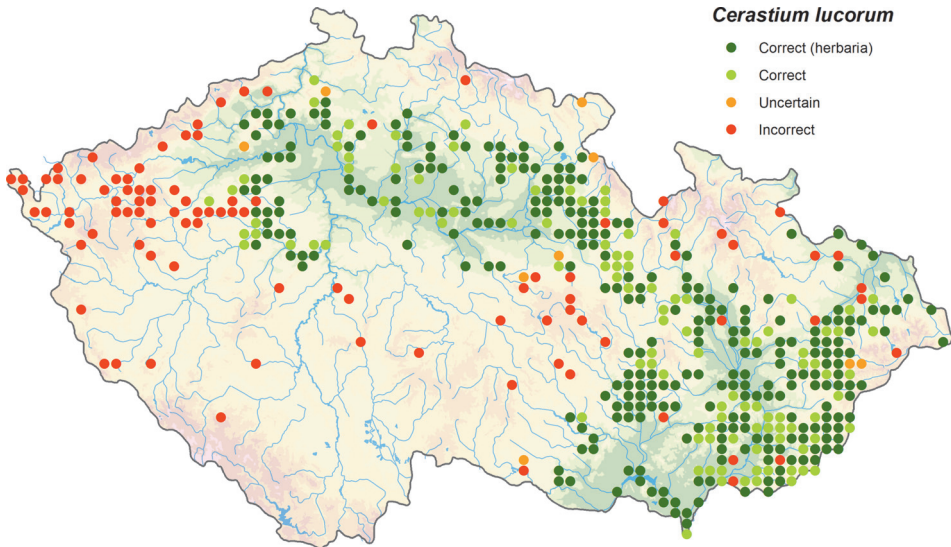 Cerastium lucorum
Correct (herbaria)
Correct
Uncertain
Incorrect